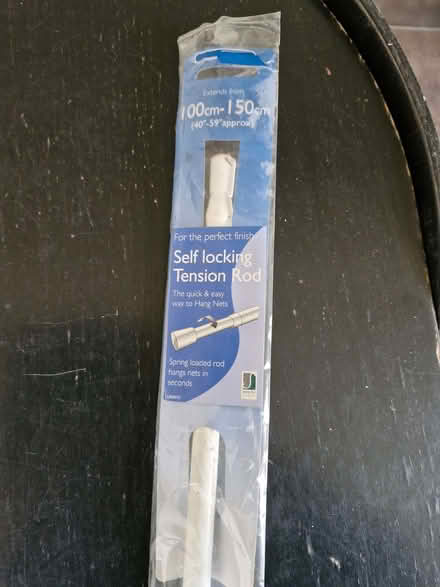 Extends from
100cm-150cm
(40"-59"approx)
For the perfect finish
Self locking
Tension Rod
The quick & easy
way to Hang Nets
Spring loaded rod
hangs nets in
seconds